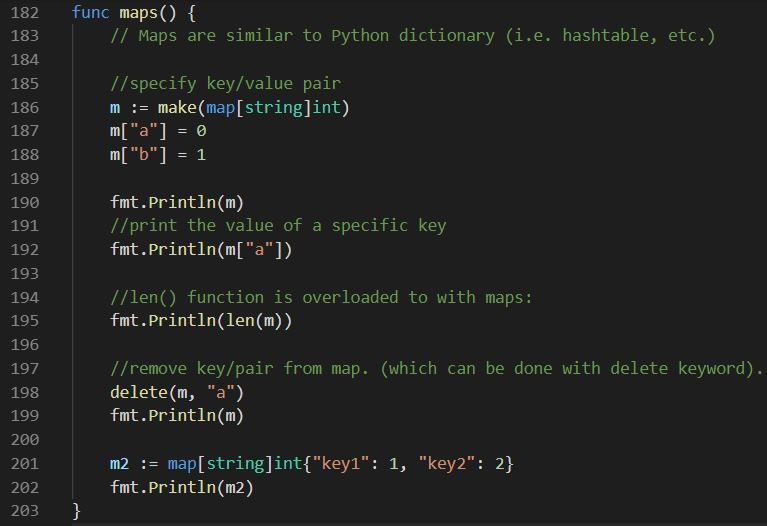 182 func maps() {
183 // Maps are similar to Python dictionary (i.e. hashtable, etc.)
184
185 //specify key/value pair
186 m := make(map[string]int)
187 m["a"] = 0
188 m["b"] = 1
189
190 fmt.Println(m)
191 //print the value of a specific key
192 fmt.Println(m["a"])
193
194 //len() function is overloaded to with maps:
195 fmt.Println(len(m))
196
197 //remove key/pair from map. (which can be done with delete keyword).
198 delete(m, "a")
199 fmt.Println(m)
200
201 m2 := map[string]int{"key1": 1, "key2": 2}
202 fmt.Println(m2)
203 }